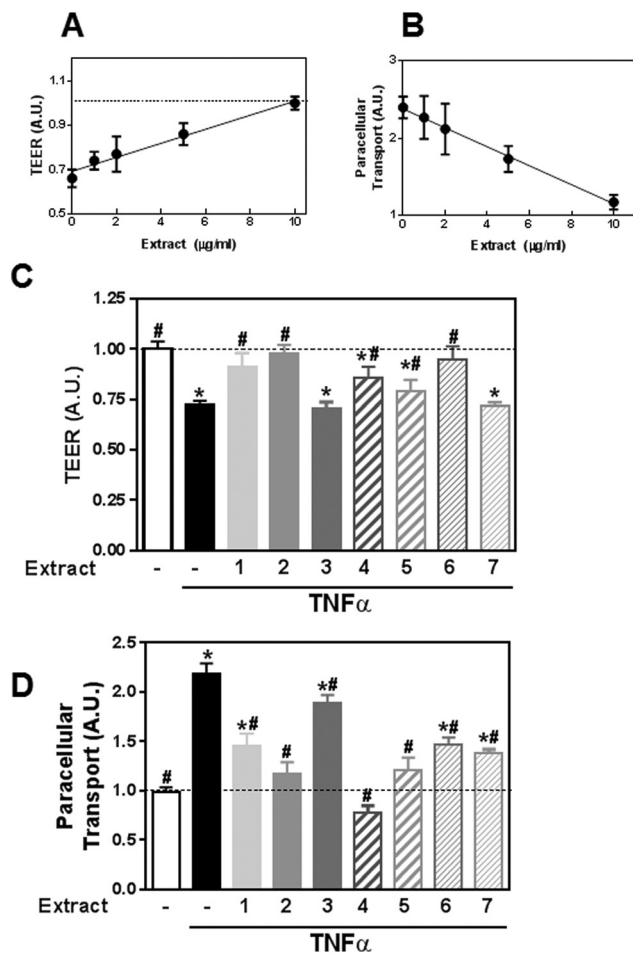 A
B
TEER (A.U.)
1.1
0.9
0.7
0.5
0 2 4 6 8 10
Extract (µg/ml)
Paracellular
Transport (A.U.)
3
2
1
0 2 4 6 8 10
Extract (µg/ml)
C
TEER (A.U.)
1.25
1.00
0.75
0.50
0.25
0.00
# * # # * *# *# # *
Extract - - 1 2 3 4 5 6 7
TNFα
D
Paracellular
Transport (A.U.)
2.5
2.0
1.5
1.0
0.5
0.0
# * *# # *# # # *# *#
Extract - - 1 2 3 4 5 6 7
TNFα